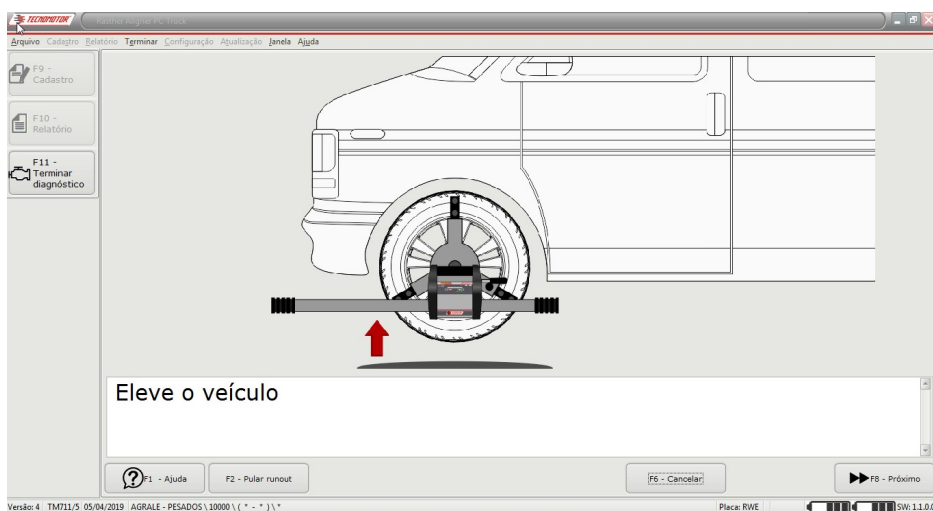 TECNOMOTOR
Rasther Aligner PC Truck
Arquivo Cadastro Relatório Terminar Configuração Atualização Janela Ajuda
F9 -
Cadastro
F10 -
Relatório
F11 -
Terminar
diagnóstico
Eleve o veículo
F1 - Ajuda
F2 - Pular runout
F6 - Cancelar
F8 - Próximo
Versão: 4 TM711/5 05/04/2019 AGRALE - PESADOS \ 10000 \ ( * - * ) \ * Placa: RWE SW: 1.1.0.0